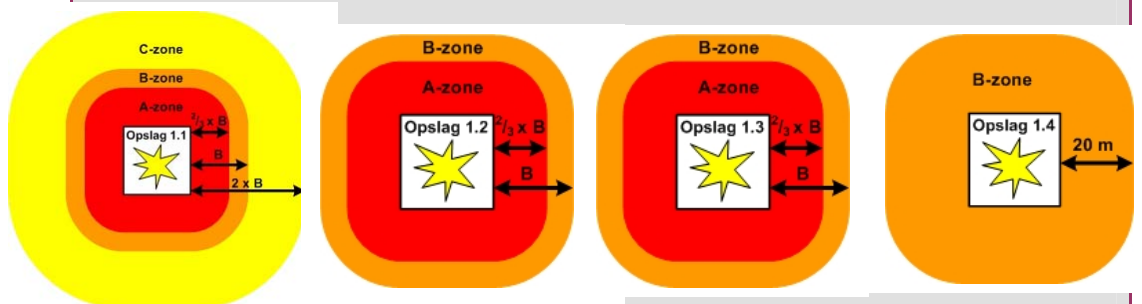 C-zone
B-zone
A-zone
2/3 x B
Opslag 1.1
B
2 x B
B-zone
A-zone
Opslag 1.2
2/3 x B
B
B-zone
A-zone
Opslag 1.3
2/3 x B
B
B-zone
Opslag 1.4
20 m